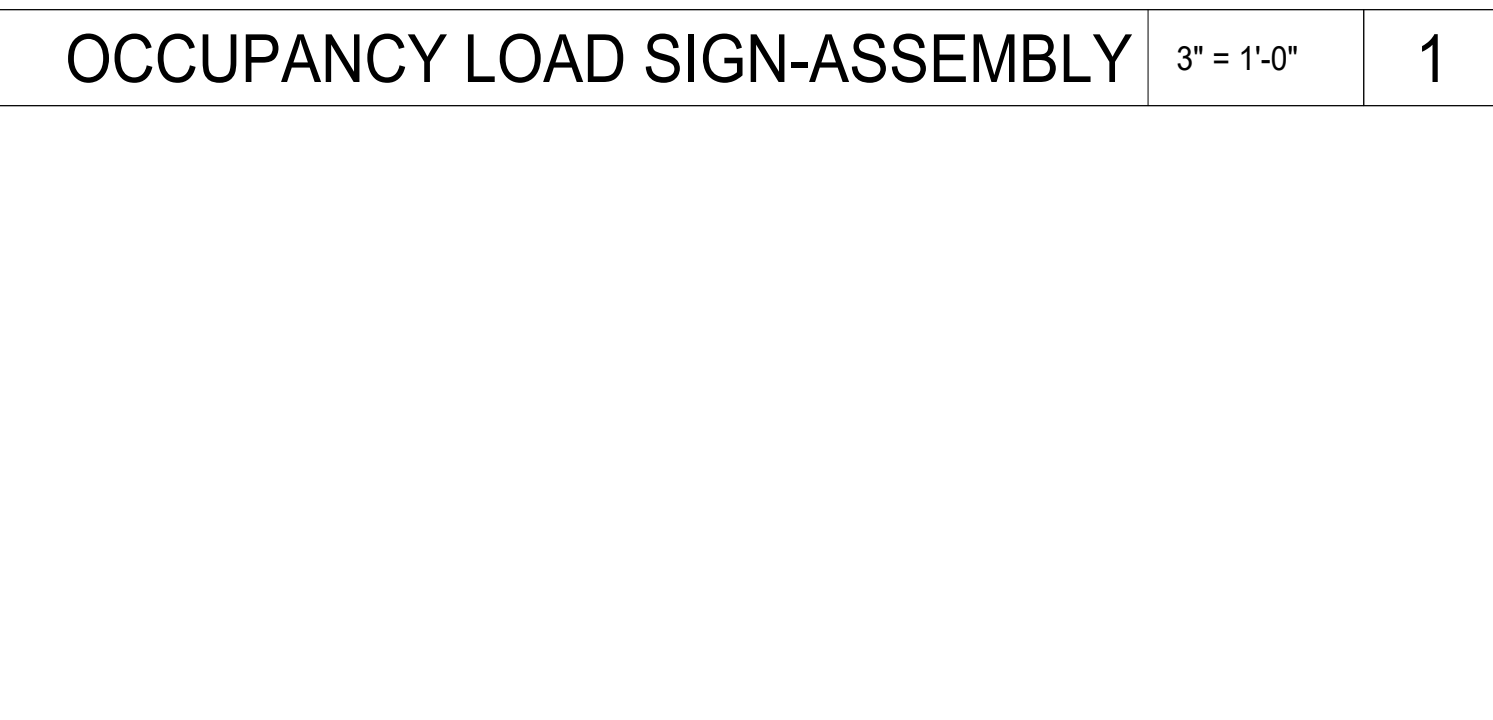 OCCUPANCY LOAD SIGN-ASSEMBLY 3" = 1'-0" 1